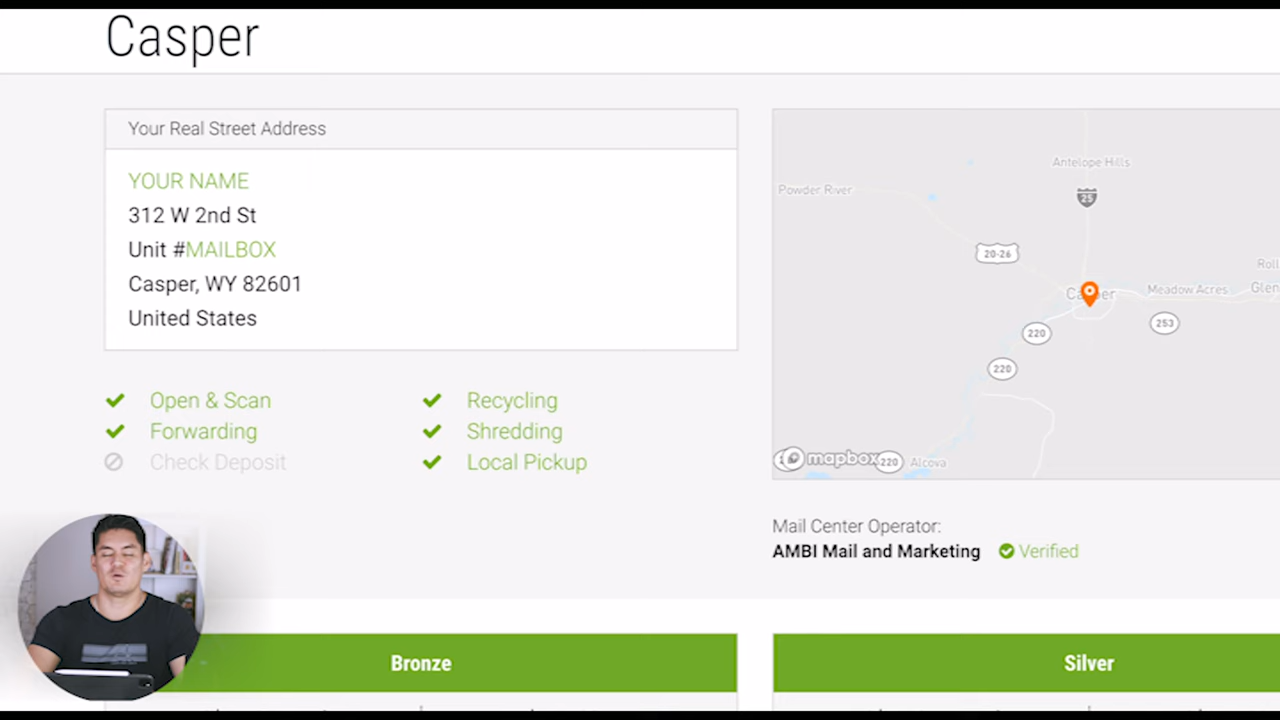 Casper
Your Real Street Address
YOUR NAME
312 W 2nd St
Unit #MAILBOX
Casper, WY 82601
United States
Open & Scan
Forwarding
Check Deposit
Recycling
Shredding
Local Pickup
Antelope Hills
Powder River
25
20-26
Casper
Meadow Acres
220
253
220
mapbox
220
Alcova
Mail Center Operator:
AMBI Mail and Marketing
Verified
Bronze
Silver